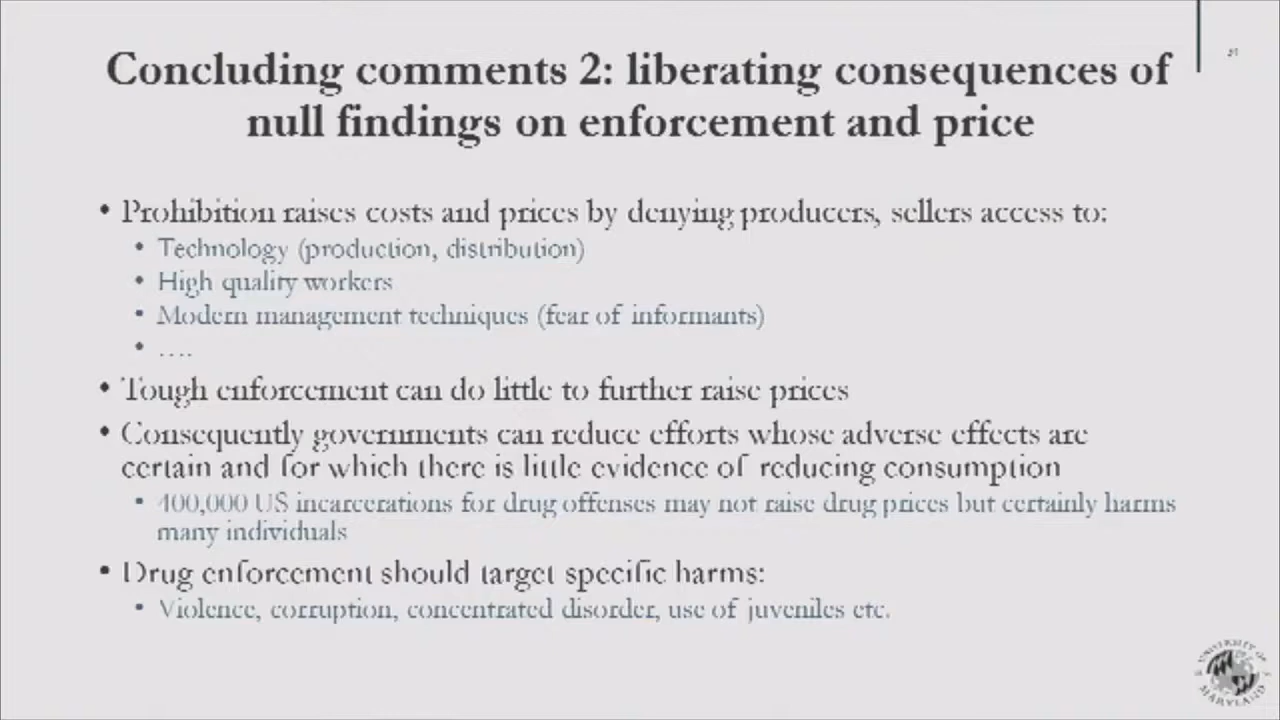 Concluding comments 2: liberating consequences of
null findings on enforcement and price
• Prohibition raises costs and prices by denying producers, sellers access to:
• Technology (production, distribution)
• High quality workers
• Modern management techniques (fear of informants)
• ….
• Tough enforcement can do little to further raise prices
• Consequently governments can reduce efforts whose adverse effects are
certain and for which there is little evidence of reducing consumption
• 400,000 US incarcerations for drug offenses may not raise drug prices but certainly harms
many individuals
• Drug enforcement should target specific harms:
• Violence, corruption, concentrated disorder, use of juveniles etc.
UNIVERSITY OF
MARYLAND